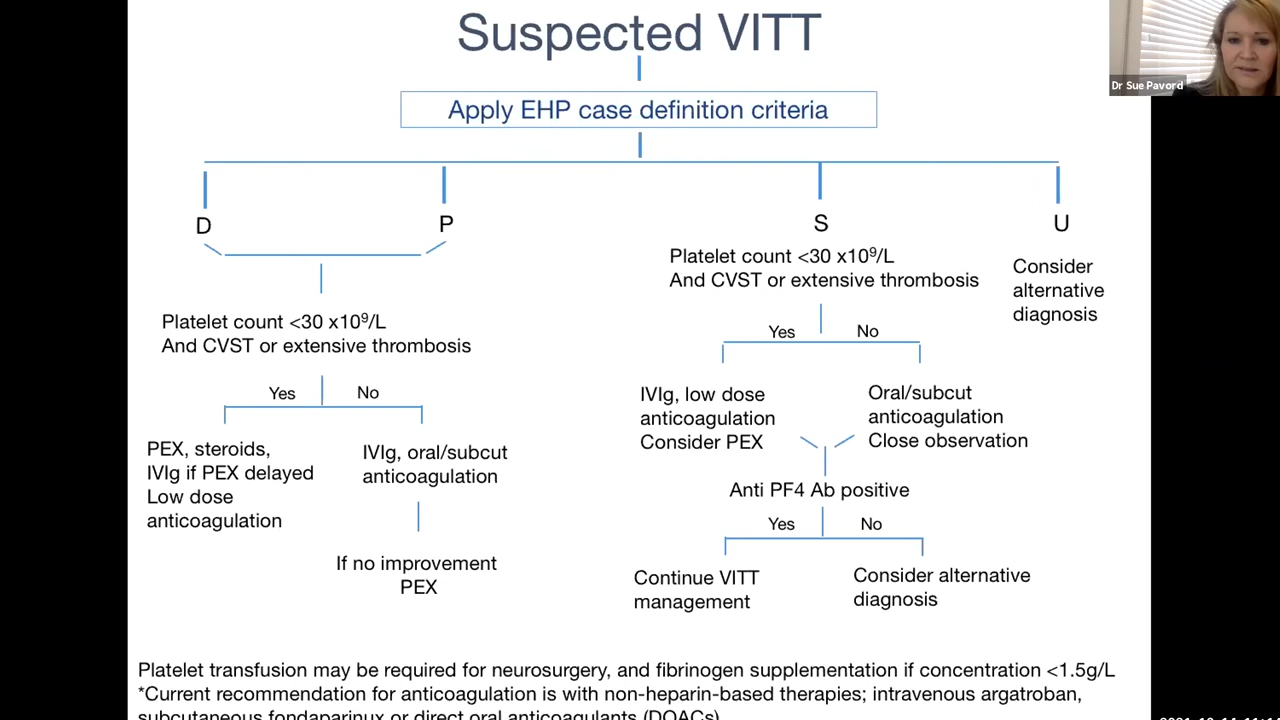 Suspected VITT
Dr Sue Pavord
Apply EHP case definition criteria
D
P
S
U
Platelet count <30 x10⁹/L
And CVST or extensive thrombosis
Yes
No
PEX, steroids,
IVIg if PEX delayed
Low dose
anticoagulation
IVIg, oral/subcut
anticoagulation
If no improvement
PEX
Platelet count <30 x10⁹/L
And CVST or extensive thrombosis
Yes
No
IVIg, low dose
anticoagulation
Consider PEX
Oral/subcut
anticoagulation
Close observation
Anti PF4 Ab positive
Yes
No
Continue VITT
management
Consider alternative
diagnosis
Consider
alternative
diagnosis
Platelet transfusion may be required for neurosurgery, and fibrinogen supplementation if concentration <1.5g/L
*Current recommendation for anticoagulation is with non-heparin-based therapies; intravenous argatroban,
subcutaneous fondaparinux or direct oral anticoagulants (DOACs)